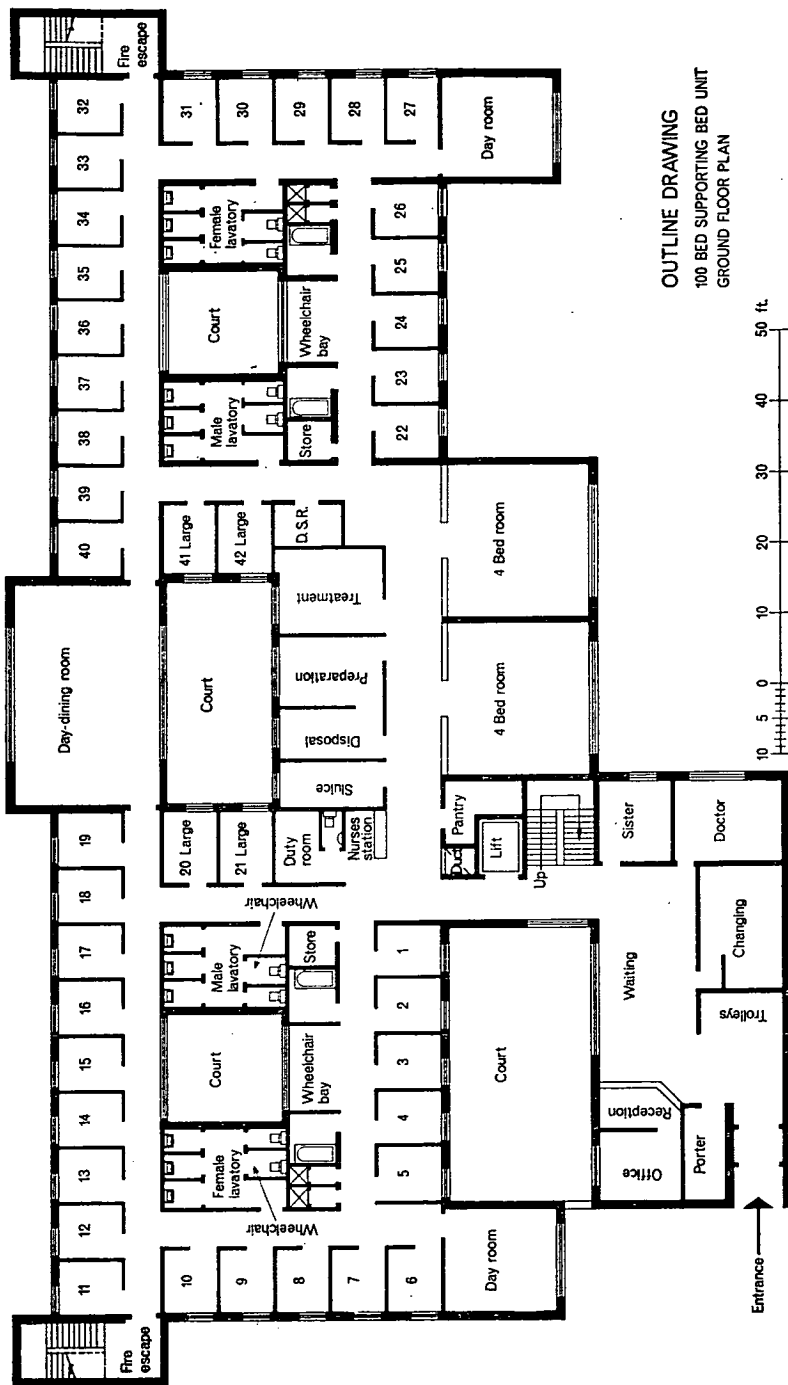 Fire
escape
32
33
34
35
36
37
38
39
40
Day-dining room
19
18
17
16
15
14
13
12
11
Fire
escape
31
30
29
28
27
Day room
Female
lavatory
Court
Male
lavatory
Wheelchair
bay
Store
26
25
24
23
22
41 Large
42 Large
D.S.R.
Court
Treatment
Preparation
Disposal
Sluice
4 Bed room
4 Bed room
20 Large
21 Large
Duty
room
Nurses
station
Wheelchair
Male
lavatory
Store
Court
Wheelchair
bay
Female
lavatory
Wheelchair
1
2
3
4
5
10
9
8
7
6
Day room
Court
Pantry
Duct
Lift
Up
Sister
Doctor
Changing
Waiting
Trolleys
Reception
Office
Porter
Entrance
OUTLINE DRAWING
100 BED SUPPORTING BED UNIT
GROUND FLOOR PLAN
10 5 0 10 20 30 40 50 ft.